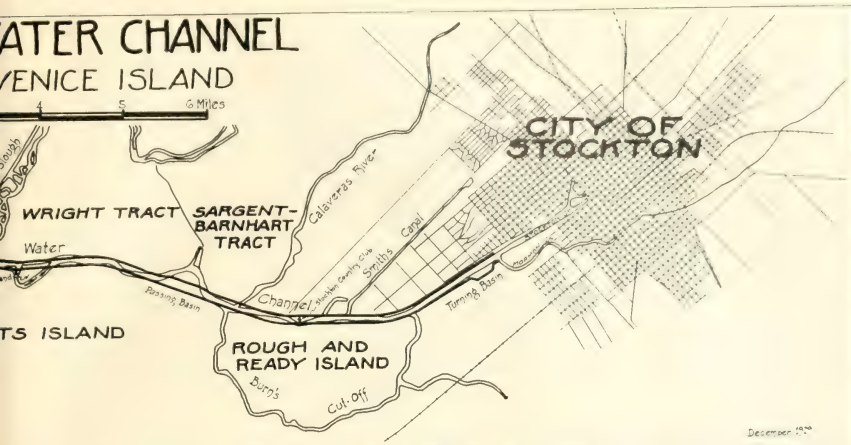 ATER CHANNEL
VENICE ISLAND
4 5 6 Miles
CITY OF
STOCKTON
Slough
Calaveras River
WRIGHT TRACT
SARGENT-
BARNHART
TRACT
Smiths Canal
Stockton Country Club
Water
Channel
Passing Basin
Turning Basin
TS ISLAND
ROUGH AND
READY ISLAND
Burn's
Cut-Off
December